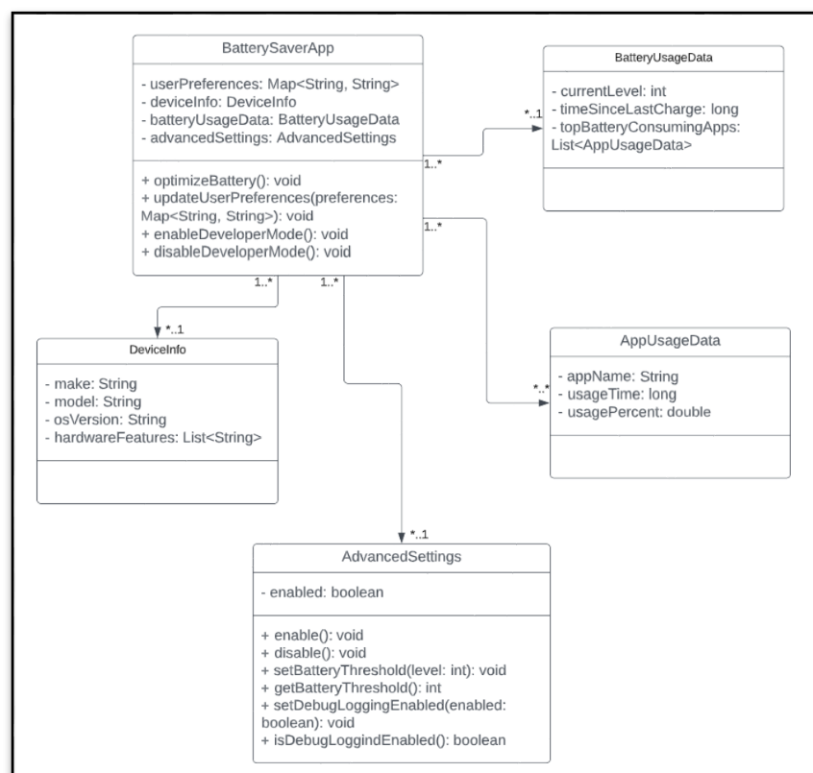 BatterySaverApp
- userPreferences: Map<String, String>
- deviceInfo: DeviceInfo
- batteryUsageData: BatteryUsageData
- advancedSettings: AdvancedSettings
+ optimizeBattery(): void
+ updateUserPreferences(preferences:
Map<String, String>): void
+ enableDeveloperMode(): void
+ disableDeveloperMode(): void
BatteryUsageData
- currentLevel: int
- timeSinceLastCharge: long
- topBatteryConsumingApps:
List<AppUsageData>
*..1
1..*
1..*
1..*
1..*
*..1
DeviceInfo
- make: String
- model: String
- osVersion: String
- hardwareFeatures: List<String>
AppUsageData
- appName: String
- usageTime: long
- usagePercent: double
*..*
*..1
AdvancedSettings
- enabled: boolean
+ enable(): void
+ disable(): void
+ setBatteryThreshold(level: int): void
+ getBatteryThreshold(): int
+ setDebugLoggingEnabled(enabled:
boolean): void
+ isDebugLoggindEnabled(): boolean